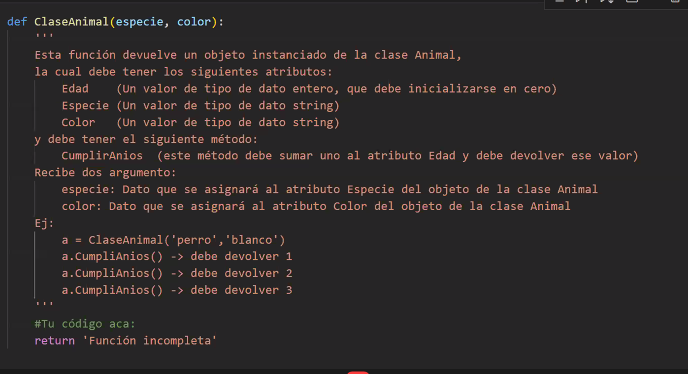 def ClaseAnimal(especie, color):
'''
Esta función devuelve un objeto instanciado de la clase Animal,
la cual debe tener los siguientes atributos:
Edad    (Un valor de tipo de dato entero, que debe inicializarse en cero)
Especie (Un valor de tipo de dato string)
Color   (Un valor de tipo de dato string)
y debe tener el siguiente método:
CumplirAnios  (este método debe sumar uno al atributo Edad y debe devolver ese valor)
Recibe dos argumento:
especie: Dato que se asignará al atributo Especie del objeto de la clase Animal
color: Dato que se asignará al atributo Color del objeto de la clase Animal
Ej:
a = ClaseAnimal('perro','blanco')
a.CumpliAnios() -> debe devolver 1
a.CumpliAnios() -> debe devolver 2
a.CumpliAnios() -> debe devolver 3
'''
#Tu código aca:
return 'Función incompleta'